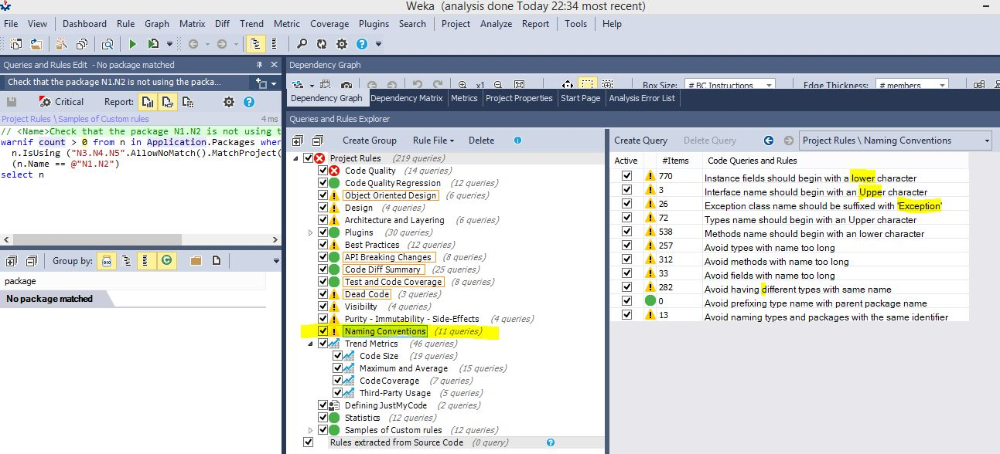 Weka (analysis done Today 22:34 most recent)
File View Dashboard Rule Graph Matrix Diff Trend Metric Coverage Plugins Search Project Analyze Report Tools Help
Queries and Rules Edit - No package matched
Check that the package N1.N2 is not using the packa...
Critical Report:
Project Rules \ Samples of Custom rules 4 ms
// <Name>Check that the package N1.N2 is not using t
warnif count > 0 from n in Application.Packages wher
n.IsUsing ("N3.N4.N5".AllowNoMatch().MatchProject(
(n.Name == @"N1.N2")
select n
Group by:
package
No package matched
Dependency Graph
x1 Box Size: # BC Instructions Edge Thickness: # members
Dependency Graph Dependency Matrix Metrics Project Properties Start Page Analysis Error List
Queries and Rules Explorer
Create Group Rule File Delete
Project Rules (219 queries)
Code Quality (14 queries)
Code Quality Regression (12 queries)
Object Oriented Design (6 queries)
Design (4 queries)
Architecture and Layering (6 queries)
Plugins (30 queries)
Best Practices (12 queries)
API Breaking Changes (8 queries)
Code Diff Summary (25 queries)
Test and Code Coverage (8 queries)
Dead Code (3 queries)
Visibility (4 queries)
Purity - Immutability - Side-Effects (4 queries)
Naming Conventions (11 queries)
Trend Metrics (46 queries)
Code Size (19 queries)
Maximum and Average (15 queries)
Code Coverage (7 queries)
Third-Party Usage (5 queries)
Defining JustMyCode (2 queries)
Statistics (12 queries)
Samples of Custom rules (12 queries)
Rules extracted from Source Code (0 query)
Create Query Delete Query Project Rules \ Naming Conventions
Active #Items Code Queries and Rules
770 Instance fields should begin with a lower character
3 Interface name should begin with an Upper character
26 Exception class name should be suffixed with 'Exception'
72 Types name should begin with an Upper character
538 Methods name should begin with an lower character
257 Avoid types with name too long
312 Avoid methods with name too long
33 Avoid fields with name too long
282 Avoid having different types with same name
0 Avoid prefixing type name with parent package name
13 Avoid naming types and packages with the same identifier